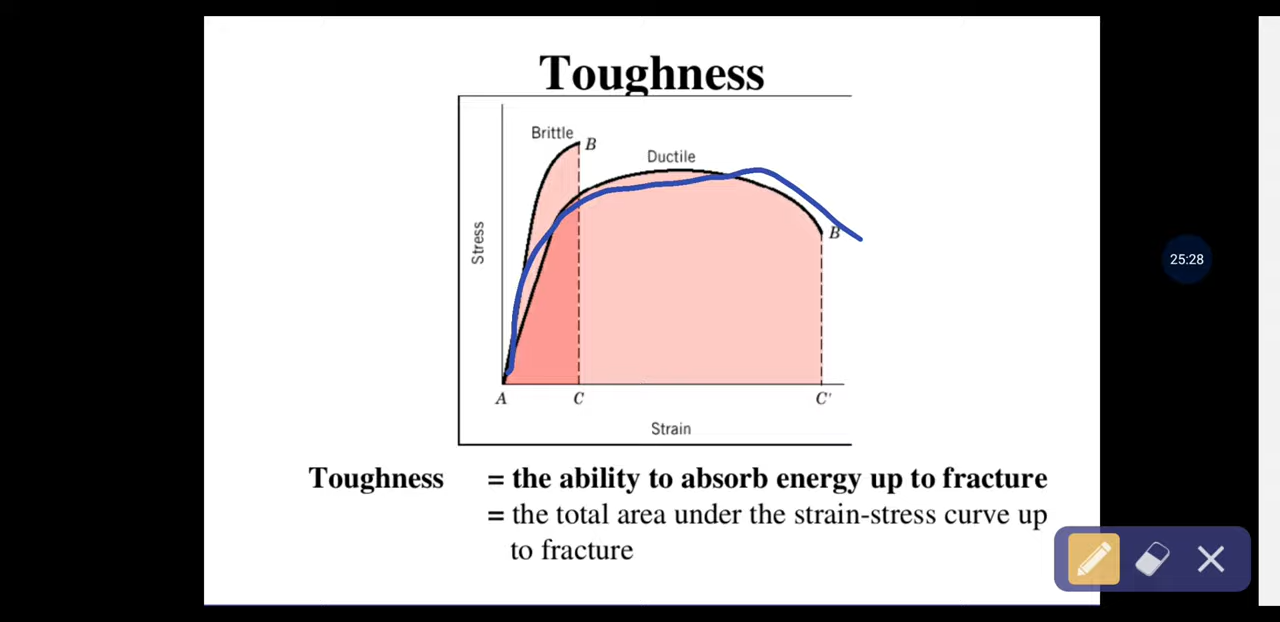 Toughness
Brittle
B
Ductile
Stress
B
A
C
C'
Strain
Toughness = the ability to absorb energy up to fracture
= the total area under the strain-stress curve up
to fracture
25:28